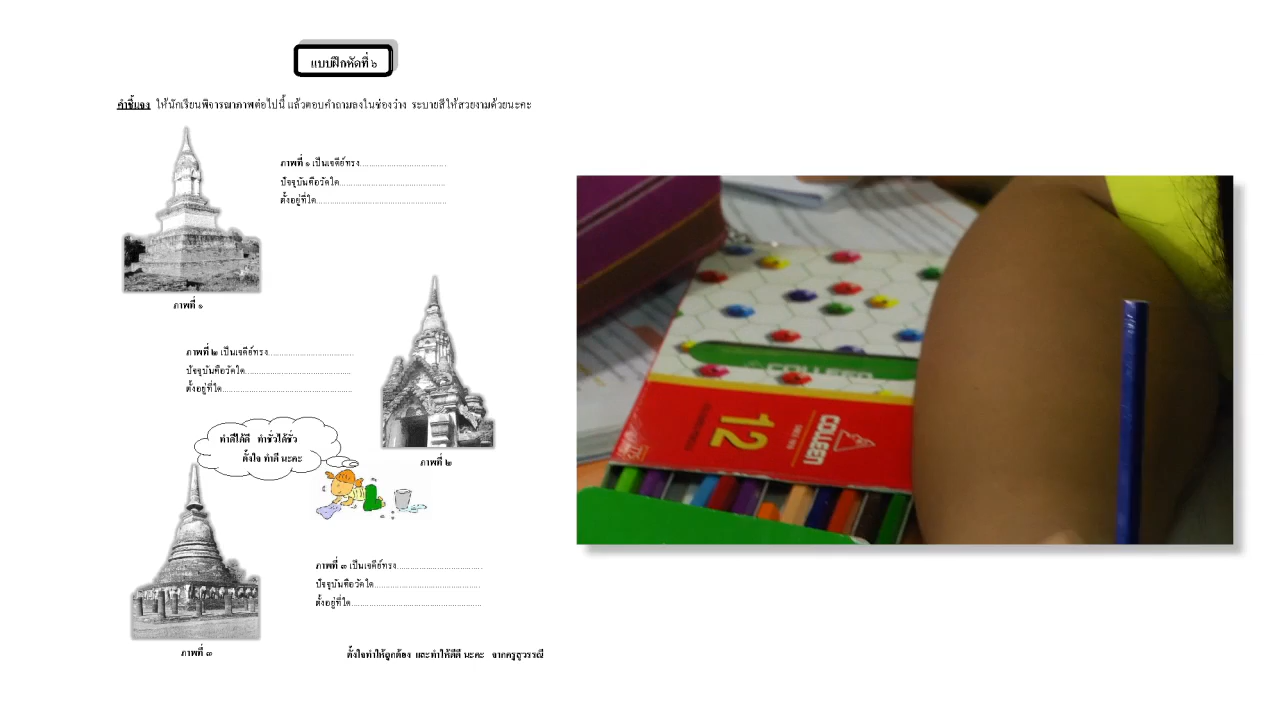 แบบฝึกหัดที่ ๖
คำชี้แจง ให้นักเรียนพิจารณาภาพต่อไปนี้ แล้วตอบคำถามลงในช่องว่าง ระบายสีให้สวยงามด้วยนะคะ
ภาพที่ ๑ เป็นเจดีย์ทรง....................................
ปัจจุบันคือวัดใด.............................................
ตั้งอยู่ที่ใด.......................................................
ภาพที่ ๑
ภาพที่ ๒ เป็นเจดีย์ทรง....................................
ปัจจุบันคือวัดใด.............................................
ตั้งอยู่ที่ใด.......................................................
ภาพที่ ๒
ทำดีได้ดี ทำชั่วได้ชั่ว
ตั้งใจ ทำดี นะคะ
ภาพที่ ๓ เป็นเจดีย์ทรง....................................
ปัจจุบันคือวัดใด.............................................
ตั้งอยู่ที่ใด.......................................................
ภาพที่ ๓
ตั้งใจทำให้ถูกต้อง และทำให้ดีดี นะคะ จากครูสุวรรณี
COLLEEN
12
COLLEEN